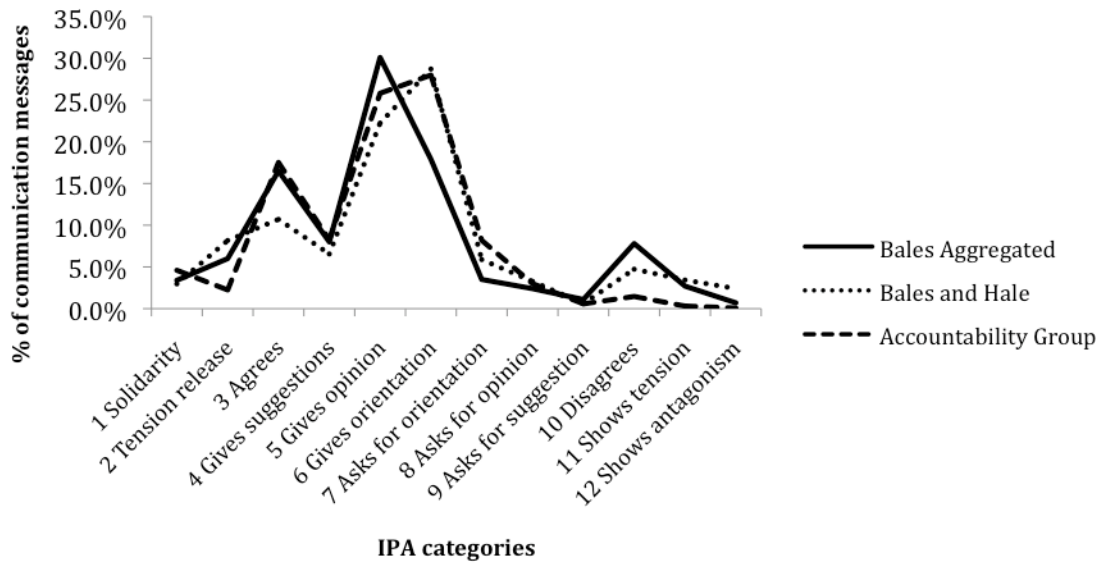 % of communication messages
35.0%
30.0%
25.0%
20.0%
15.0%
10.0%
5.0%
0.0%
1 Solidarity
2 Tension release
3 Agrees
4 Gives suggestions
5 Gives opinion
6 Gives orientation
7 Asks for orientation
8 Asks for opinion
9 Asks for suggestion
10 Disagrees
11 Shows tension
12 Shows antagonism
IPA categories
Bales Aggregated
Bales and Hale
Accountability Group